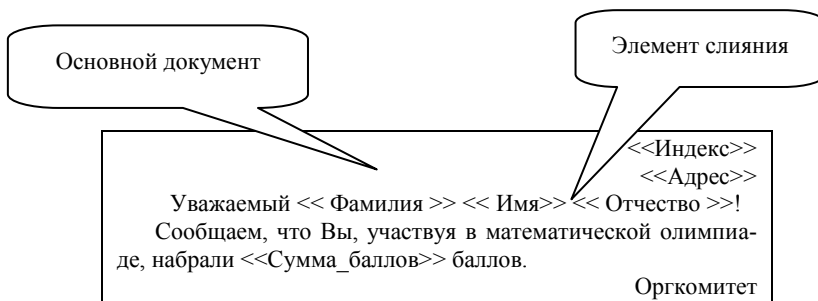 Основной документ
Элемент слияния
<<Индекс>>
<<Адрес>>
Уважаемый << Фамилия >> << Имя>> << Отчество >>!
Сообщаем, что Вы, участвуя в математической олимпиа-
де, набрали <<Сумма_баллов>> баллов.
Оргкомитет